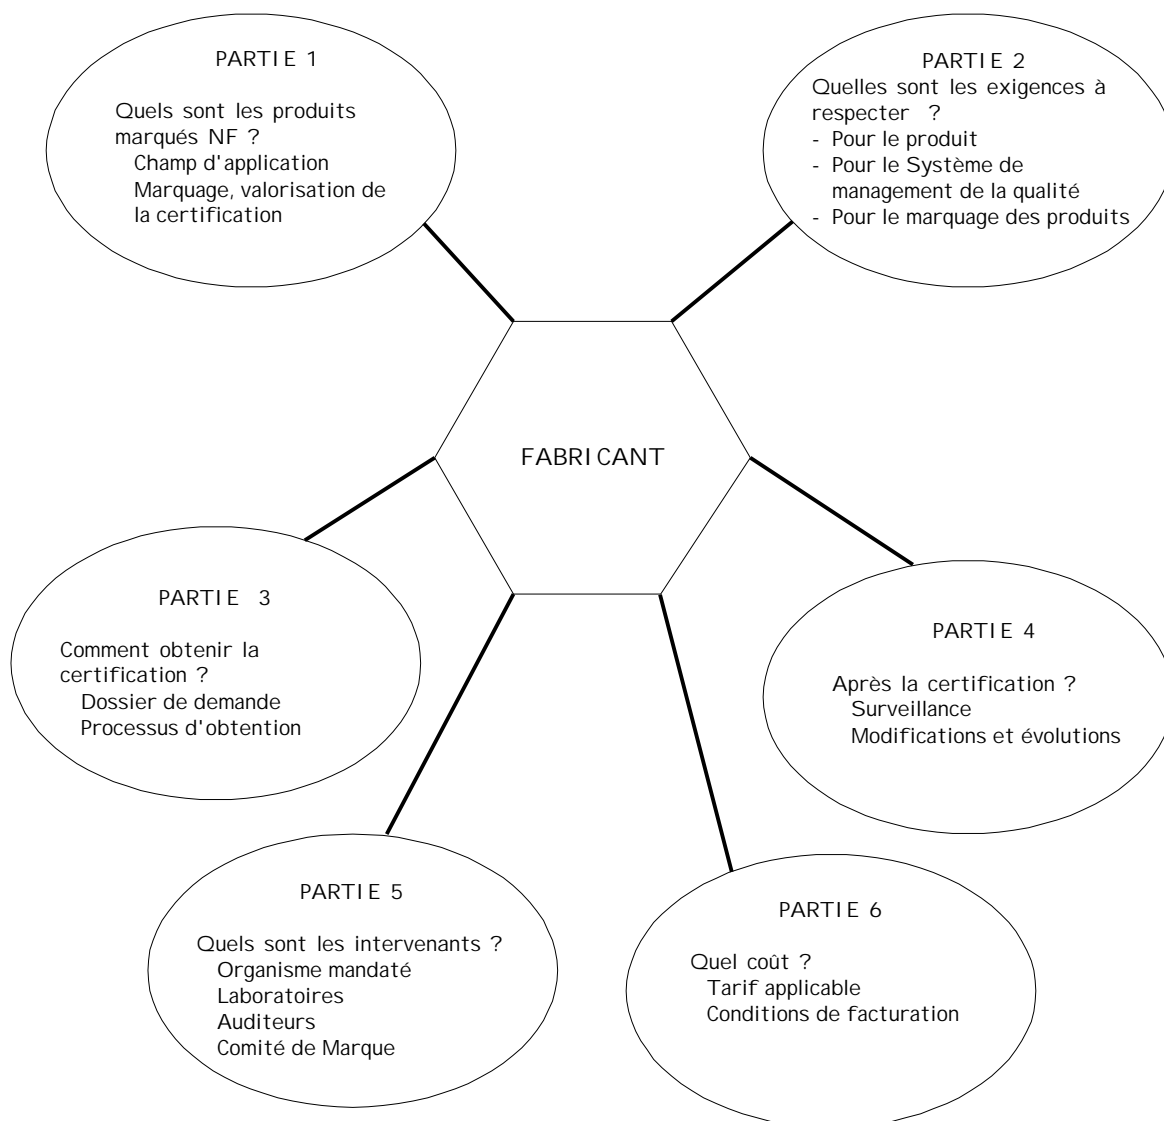 PARTIE 1
Quels sont les produits
marqués NF ?
Champ d'application
Marquage, valorisation de
la certification
PARTIE 2
Quelles sont les exigences à
respecter ?
- Pour le produit
- Pour le Système de
management de la qualité
- Pour le marquage des produits
FABRICANT
PARTIE 3
Comment obtenir la
certification ?
Dossier de demande
Processus d'obtention
PARTIE 4
Après la certification ?
Surveillance
Modifications et évolutions
PARTIE 5
Quels sont les intervenants ?
Organisme mandaté
Laboratoires
Auditeurs
Comité de Marque
PARTIE 6
Quel coût ?
Tarif applicable
Conditions de facturation